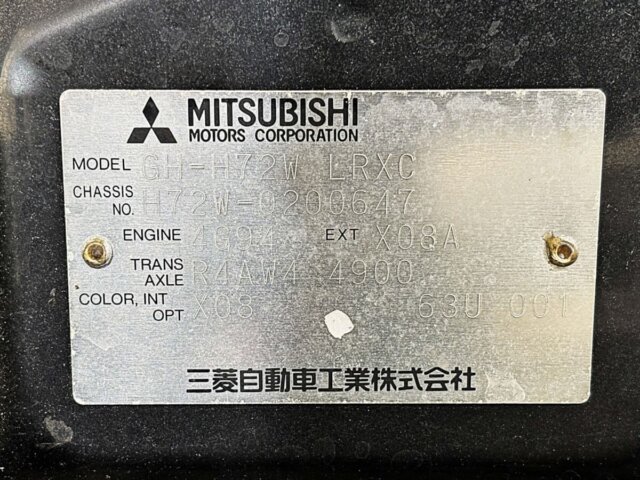 MITSUBISHI
MOTORS CORPORATION
MODEL GH-H72W LRXC
CHASSIS NO. H72W-0200647
ENGINE 4G94 EXT X08A
TRANS AXLE R4AW1 4900
COLOR, INT OPT X08 63U 001
三菱自動車工業株式会社